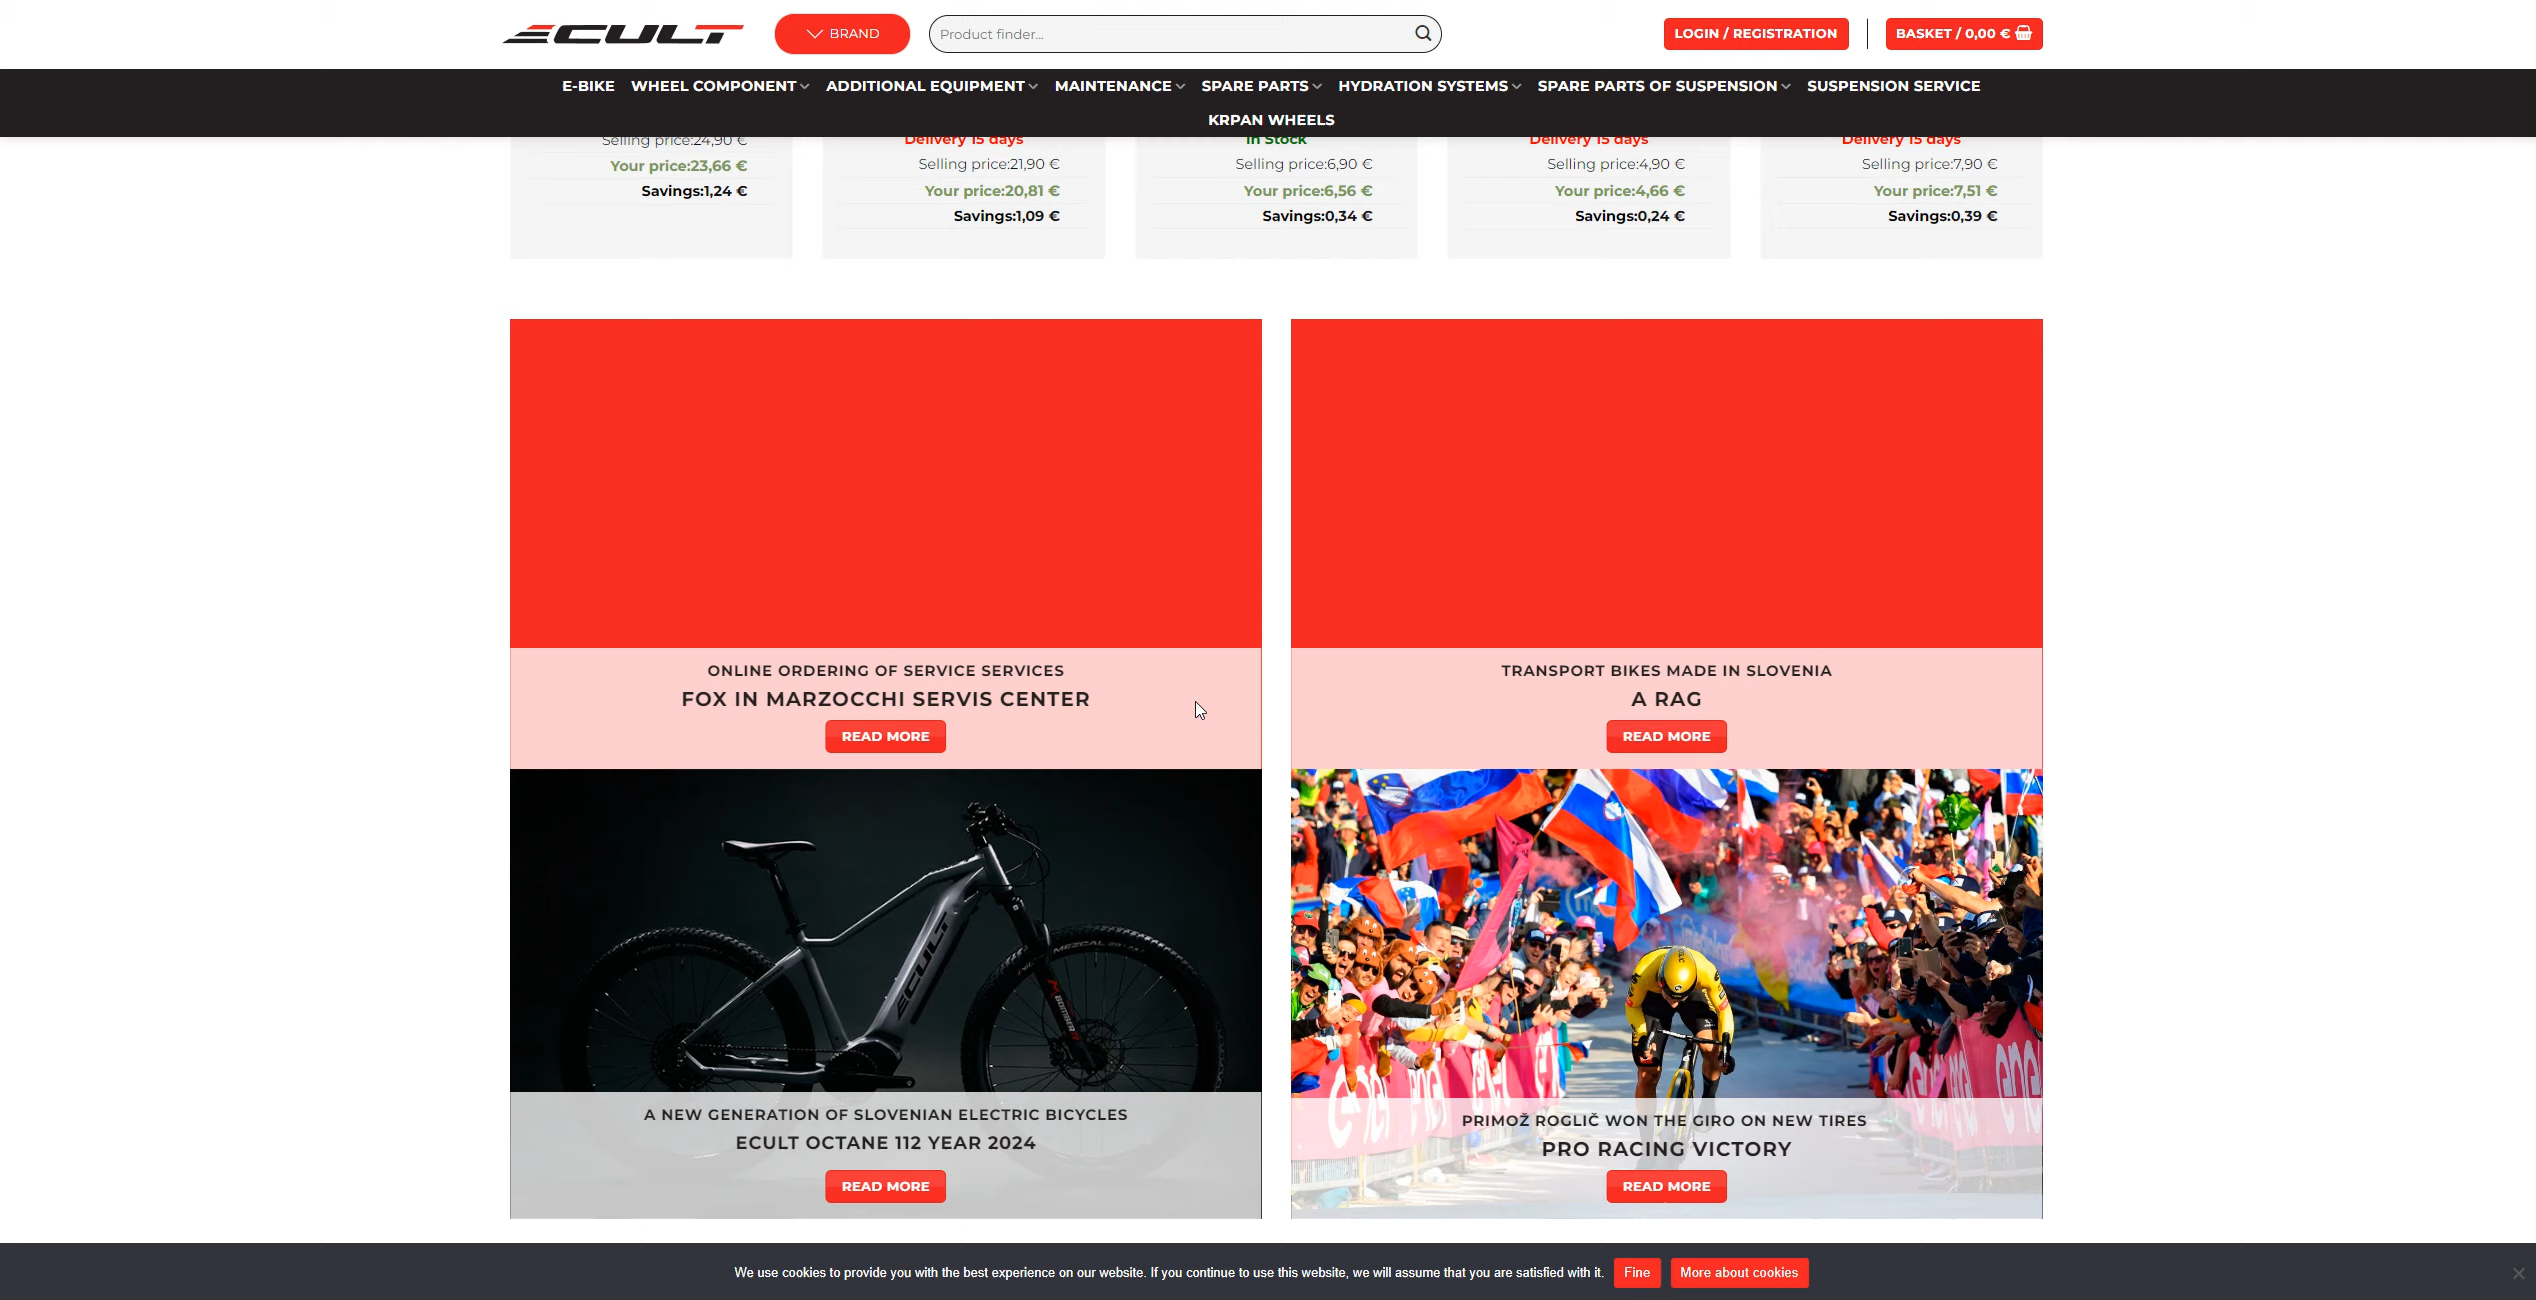 ECULT
BRAND
Product finder...
LOGIN / REGISTRATION
BASKET / 0,00 €
E-BIKE WHEEL COMPONENT ADDITIONAL EQUIPMENT MAINTENANCE SPARE PARTS HYDRATION SYSTEMS SPARE PARTS OF SUSPENSION SUSPENSION SERVICE
KRPAN WHEELS
Selling price:24,90 €
Your price:23,66 €
Savings:1,24 €
Delivery 15 days
Selling price:21,90 €
Your price:20,81 €
Savings:1,09 €
In Stock
Selling price:6,90 €
Your price:6,56 €
Savings:0,34 €
Delivery 15 days
Selling price:4,90 €
Your price:4,66 €
Savings:0,24 €
Delivery 15 days
Selling price:7,90 €
Your price:7,51 €
Savings:0,39 €
ONLINE ORDERING OF SERVICE SERVICES
FOX IN MARZOCCHI SERVIS CENTER
READ MORE
TRANSPORT BIKES MADE IN SLOVENIA
A RAG
READ MORE
ECULT
MEZCAL
BOMBER
A NEW GENERATION OF SLOVENIAN ELECTRIC BICYCLES
ECULT OCTANE 112 YEAR 2024
READ MORE
enel
enel
enel
PRIMOŽ ROGLIČ WON THE GIRO ON NEW TIRES
PRO RACING VICTORY
READ MORE
We use cookies to provide you with the best experience on our website. If you continue to use this website, we will assume that you are satisfied with it.
Fine
More about cookies